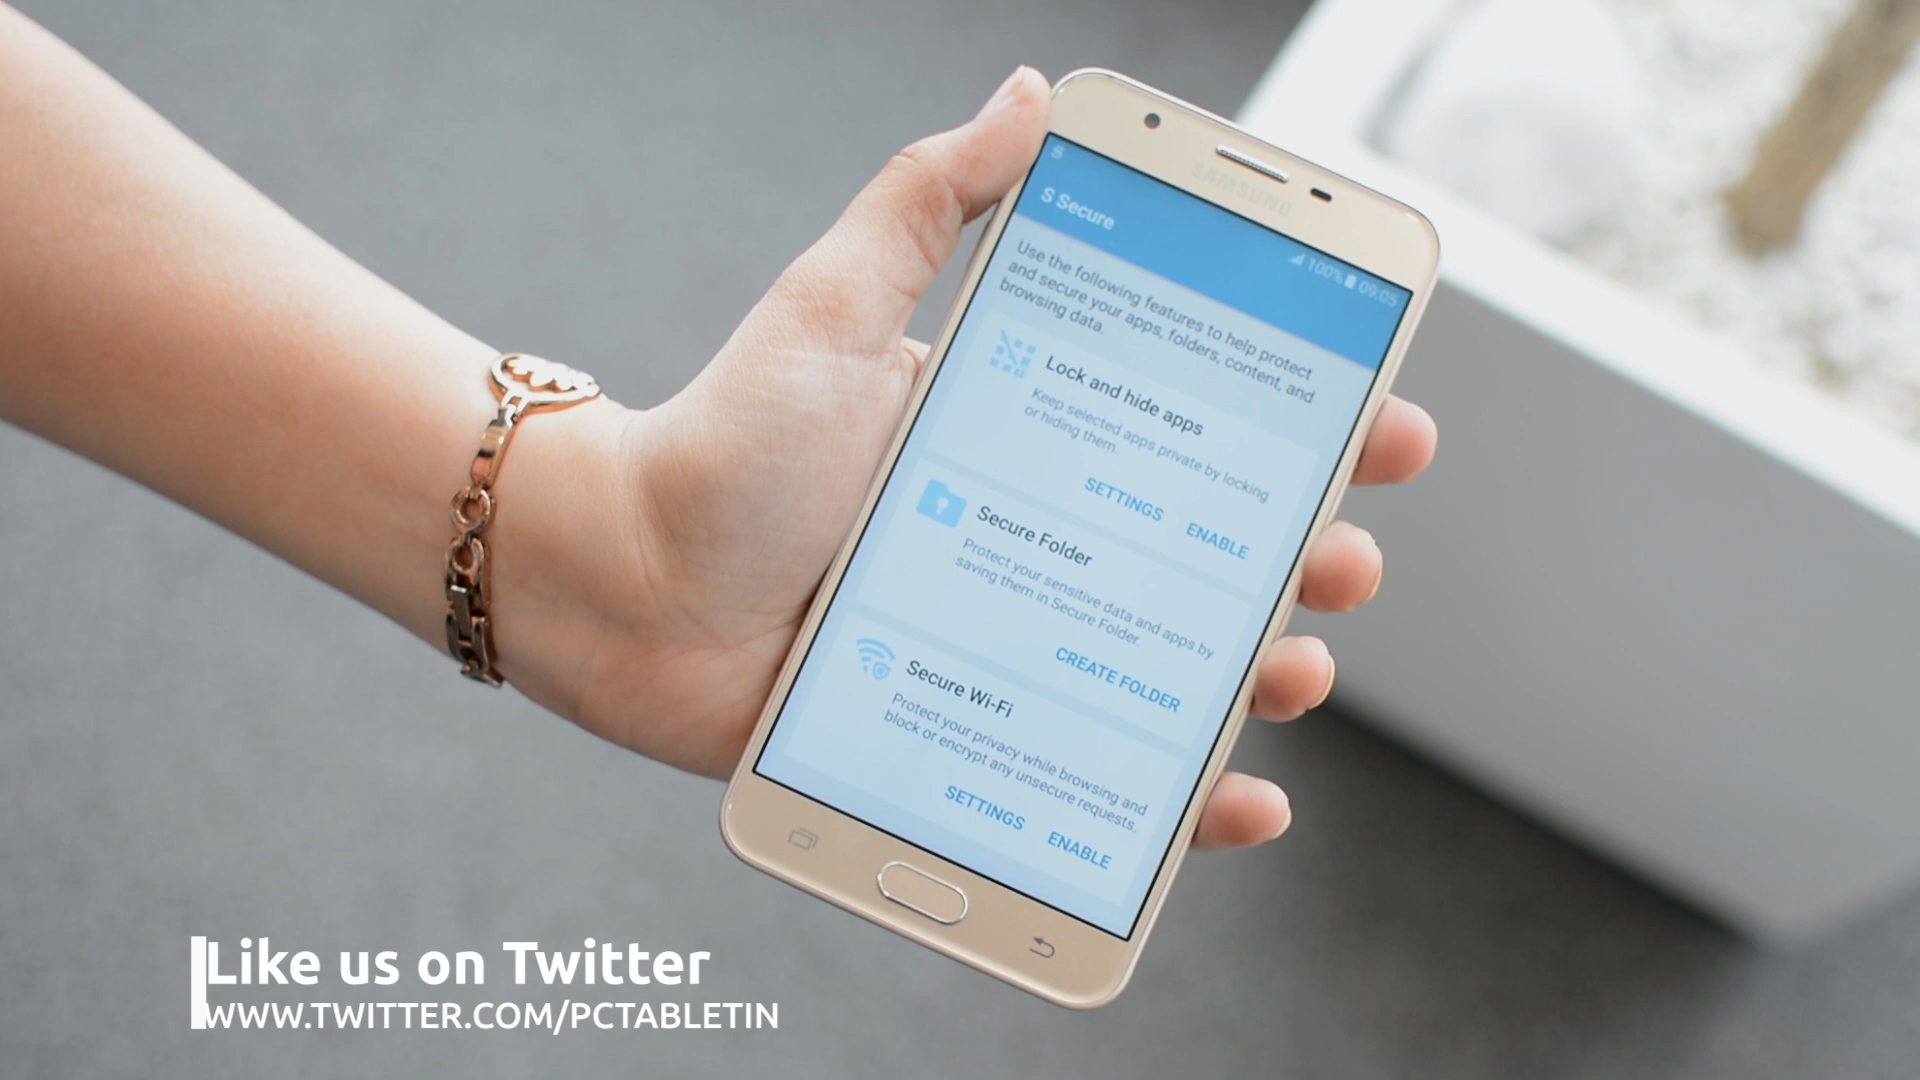 SAMSUNG
S
100% 09:05
S Secure
Use the following features to help protect
and secure your apps, folders, content, and
browsing data.
Lock and hide apps
Keep selected apps private by locking
or hiding them.
SETTINGS ENABLE
Secure Folder
Protect your sensitive data and apps by
saving them in Secure Folder.
CREATE FOLDER
Secure Wi-Fi
Protect your privacy while browsing and
block or encrypt any unsecure requests.
SETTINGS ENABLE
Like us on Twitter
WWW.TWITTER.COM/PCTABLETIN